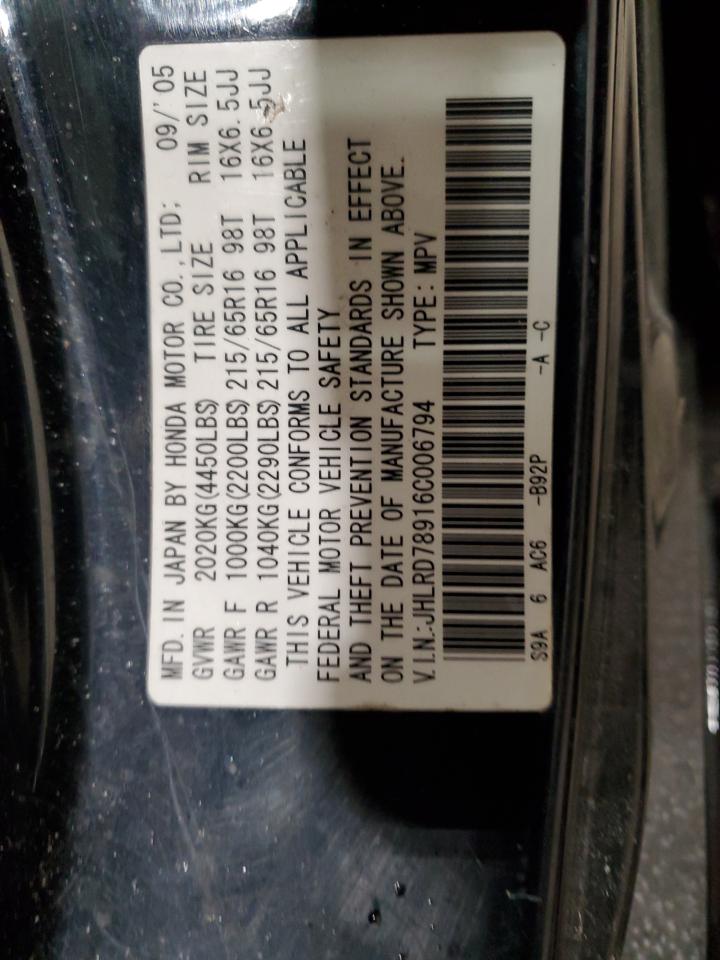 MFD. IN JAPAN BY HONDA MOTOR CO., LTD; 09/'05
GVWR 2020KG(4450LBS) TIRE SIZE RIM SIZE
GAWR F 1000KG(2200LBS) 215/65R16 98T 16X6.5JJ
GAWR R 1040KG(2290LBS) 215/65R16 98T 16X6.5JJ
THIS VEHICLE CONFORMS TO ALL APPLICABLE
FEDERAL MOTOR VEHICLE SAFETY
AND THEFT PREVENTION STANDARDS IN EFFECT
ON THE DATE OF MANUFACTURE SHOWN ABOVE.
V.I.N.:JHLRD78916C006794 TYPE: MPV
S9A 6 AC6 -B92P -A -C